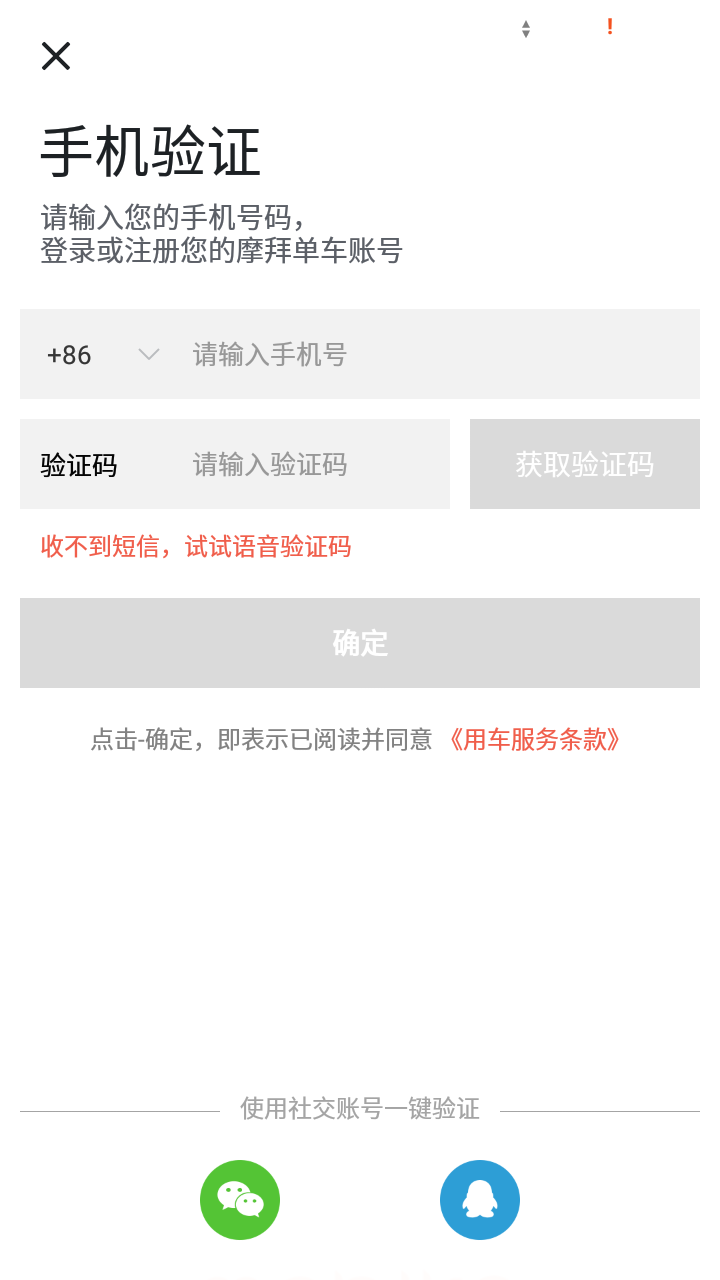 !
手机验证
请输入您的手机号码，
登录或注册您的摩拜单车账号
+86 请输入手机号
验证码 请输入验证码 获取验证码
收不到短信，试试语音验证码
确定
点击-确定，即表示已阅读并同意《用车服务条款》
使用社交账号一键验证